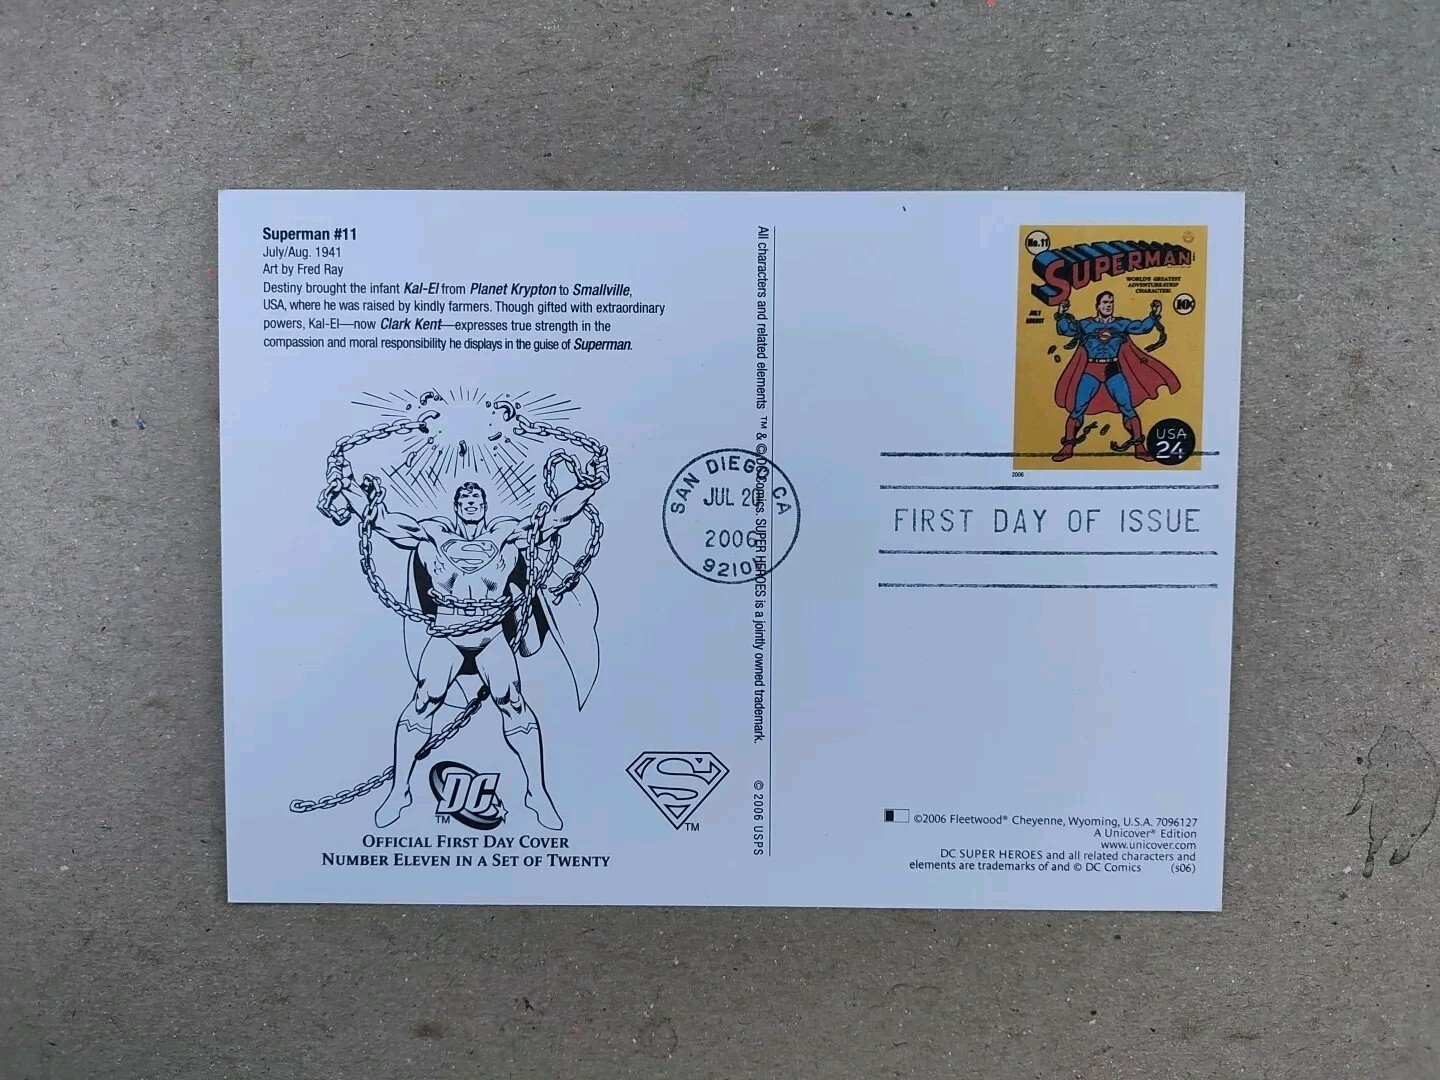 Superman #11
July/Aug. 1941
Art by Fred Ray
Destiny brought the infant Kal-El from Planet Krypton to Smallville,
USA, where he was raised by kindly farmers. Though gifted with extraordinary
powers, Kal-El—now Clark Kent—expresses true strength in the
compassion and moral responsibility he displays in the guise of Superman.
DC
TM
OFFICIAL FIRST DAY COVER
NUMBER ELEVEN IN A SET OF TWENTY
S
TM
All characters and related elements ™ & © DC Comics. SUPER HEROES is a jointly owned trademark.
© 2006 USPS
SAN DIEGO, CA
JUL 20
2006
92101
No.11
SUPERMAN
WORLD'S GREATEST
ADVENTURE-STRIP
CHARACTER!
10¢
JULY
AUGUST
USA
24
2006
FIRST DAY OF ISSUE
©2006 Fleetwood® Cheyenne, Wyoming, U.S.A. 7096127
A Unicover® Edition
www.unicover.com
DC SUPER HEROES and all related characters and
elements are trademarks of and © DC Comics (s06)